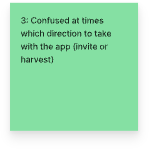 3: Confused at times
which direction to take
with the app (invite or
harvest)